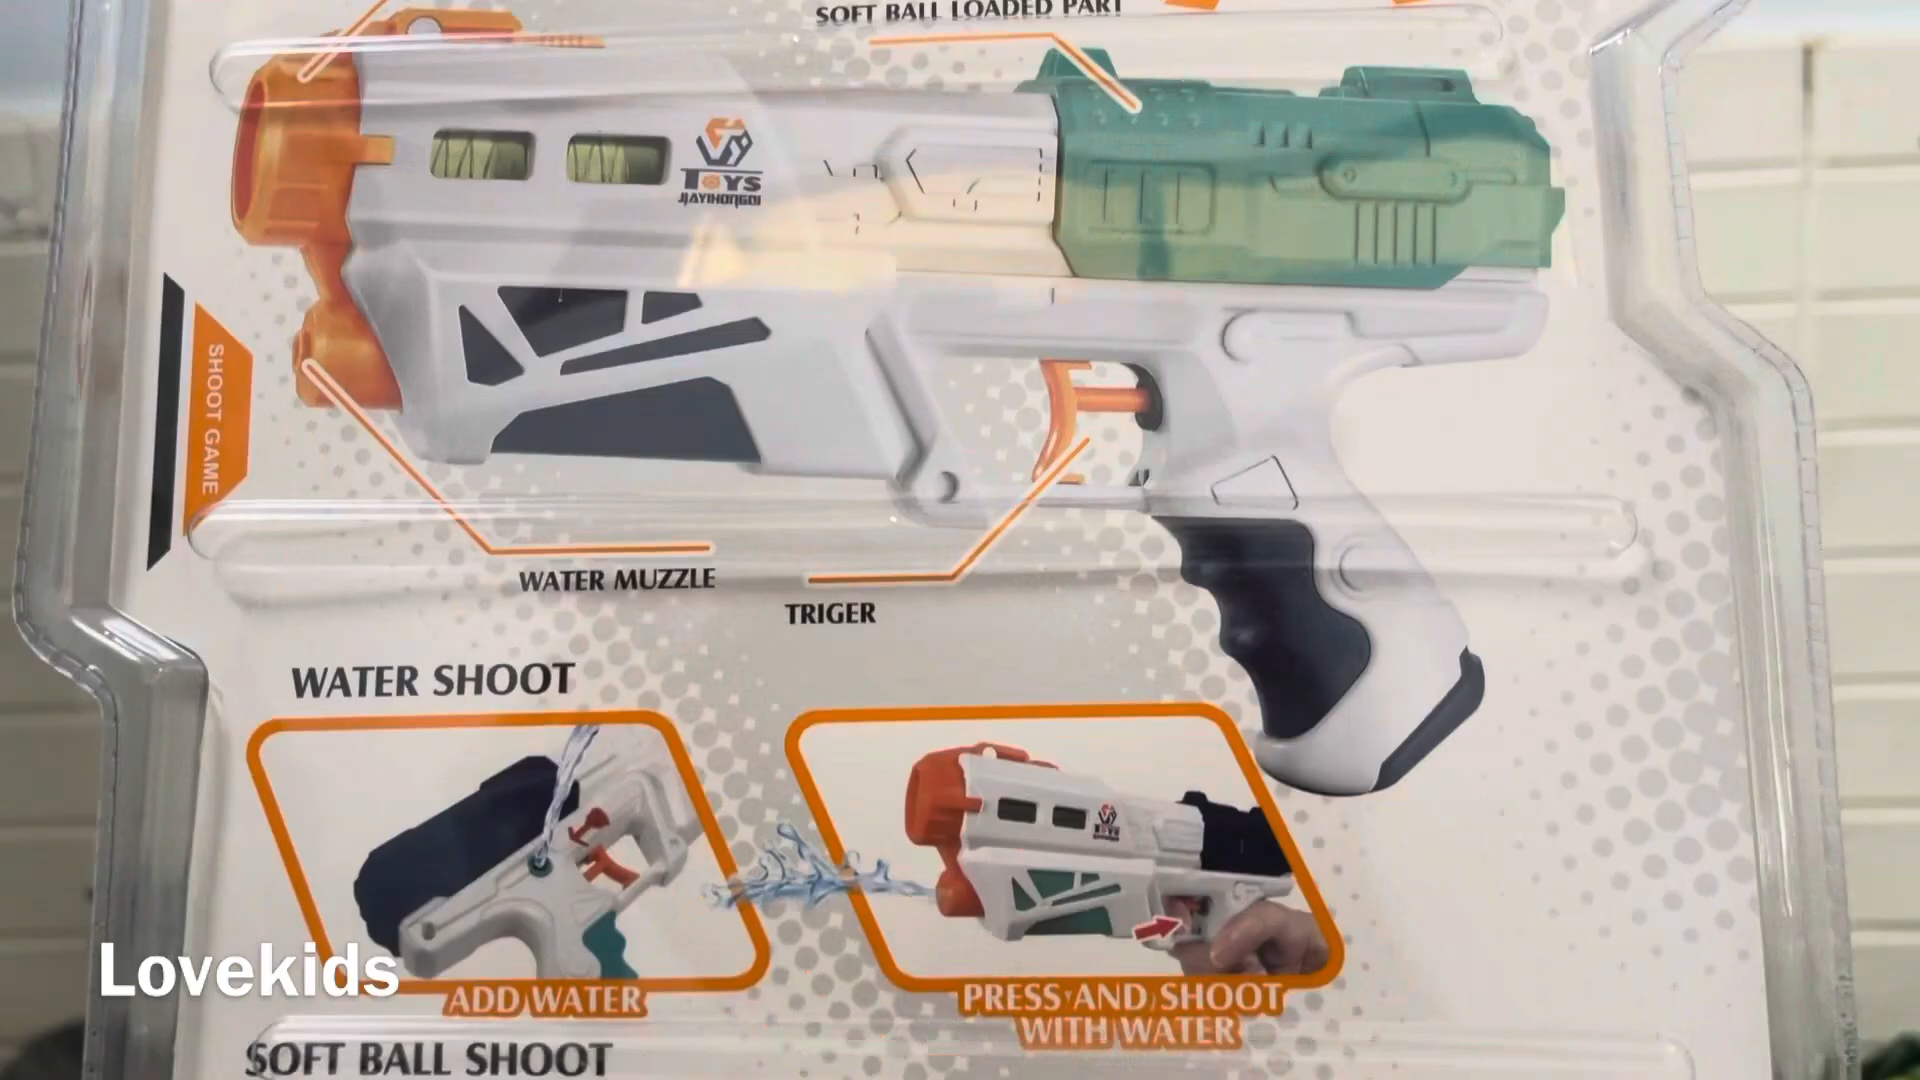 SOFT BALL LOADED PART
TOYS
JIAYIHONGQI
SHOOT GAME
WATER MUZZLE
TRIGER
WATER SHOOT
ADD WATER
PRESS AND SHOOT
WITH WATER
Lovekids
SOFT BALL SHOOT